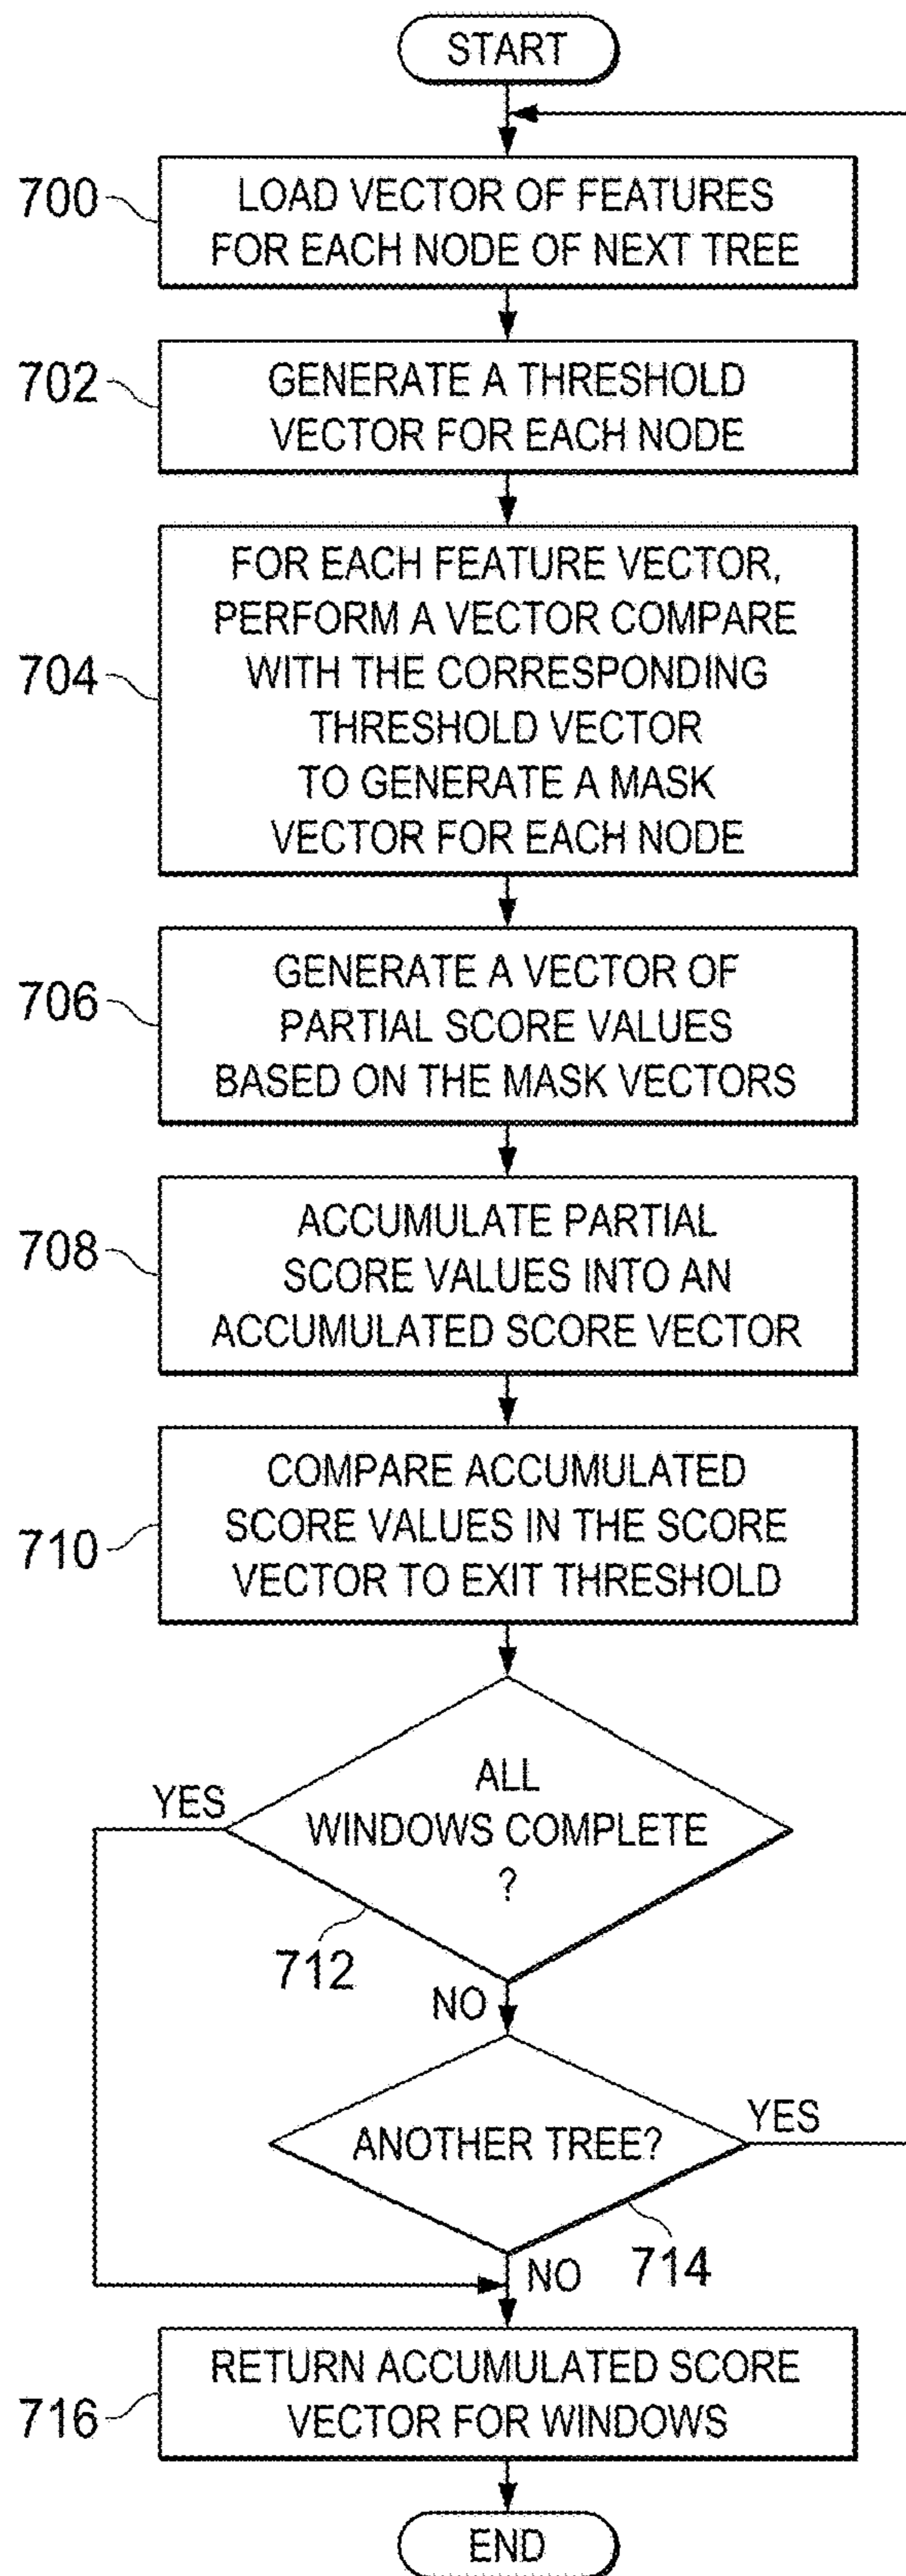 START
700
LOAD VECTOR OF FEATURES
FOR EACH NODE OF NEXT TREE
702
GENERATE A THRESHOLD
VECTOR FOR EACH NODE
704
FOR EACH FEATURE VECTOR,
PERFORM A VECTOR COMPARE
WITH THE CORRESPONDING
THRESHOLD VECTOR
TO GENERATE A MASK
VECTOR FOR EACH NODE
706
GENERATE A VECTOR OF
PARTIAL SCORE VALUES
BASED ON THE MASK VECTORS
708
ACCUMULATE PARTIAL
SCORE VALUES INTO AN
ACCUMULATED SCORE VECTOR
710
COMPARE ACCUMULATED
SCORE VALUES IN THE SCORE
VECTOR TO EXIT THRESHOLD
YES
ALL
WINDOWS COMPLETE
?
712
NO
ANOTHER TREE?
YES
714
NO
716
RETURN ACCUMULATED SCORE
VECTOR FOR WINDOWS
END